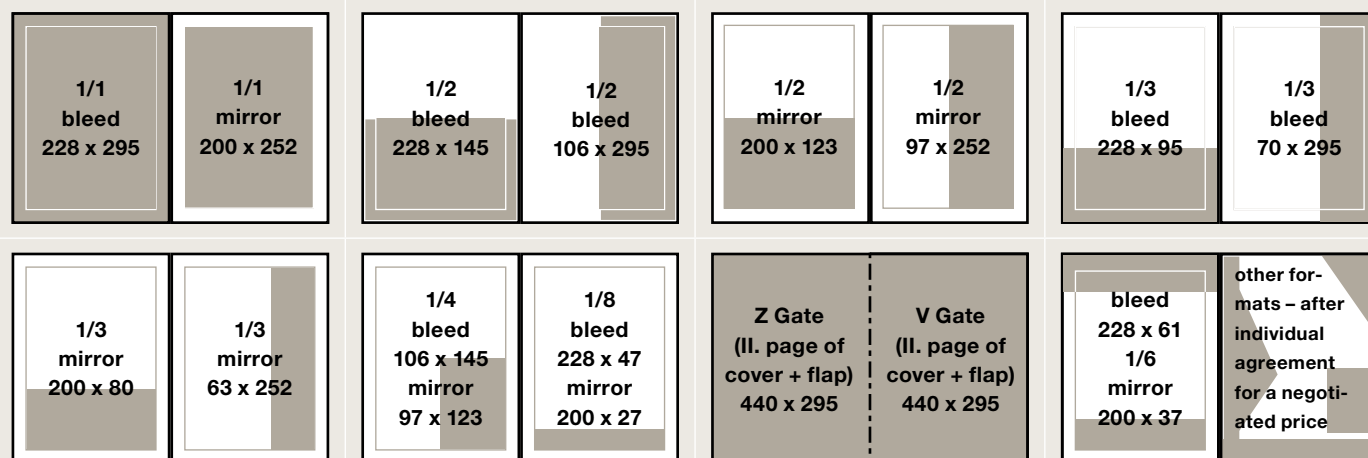 1/1
bleed
228 x 295
1/1
mirror
200 x 252
1/2
bleed
228 x 145
1/2
bleed
106 x 295
1/2
mirror
200 x 123
1/2
mirror
97 x 252
1/3
bleed
228 x 95
1/3
bleed
70 x 295
1/3
mirror
200 x 80
1/3
mirror
63 x 252
1/4
bleed
106 x 145
mirror
97 x 123
1/8
bleed
228 x 47
mirror
200 x 27
Z Gate
(II. page of
cover + flap)
440 x 295
V Gate
(II. page of
cover + flap)
440 x 295
bleed
228 x 61
1/6
mirror
200 x 37
other for-
mats – after
individual
agreement
for a negoti-
ated price